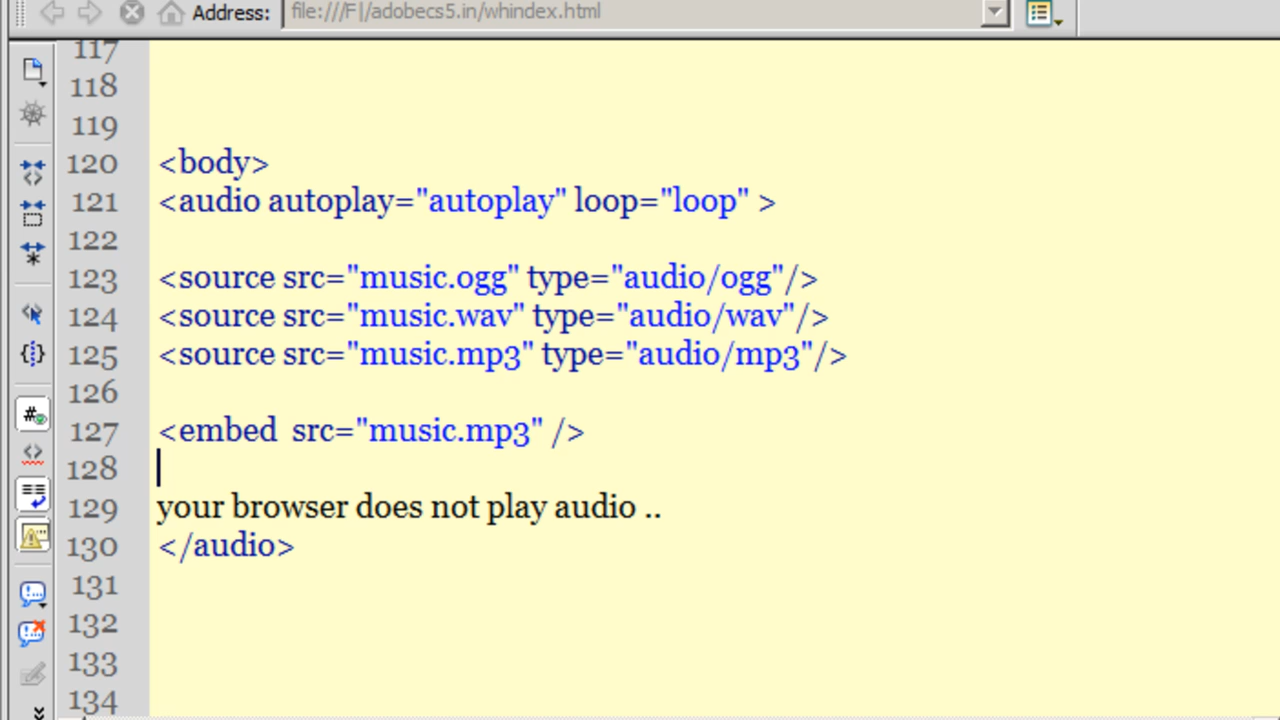 Address: file:///F|/adobecs5.in/whindex.html
117
118
119
120 <body>
121 <audio autoplay="autoplay" loop="loop" >
122
123 <source src="music.ogg" type="audio/ogg"/>
124 <source src="music.wav" type="audio/wav"/>
125 <source src="music.mp3" type="audio/mp3"/>
126
127 <embed  src="music.mp3" />
128
129 your browser does not play audio ..
130 </audio>
131
132
133
134